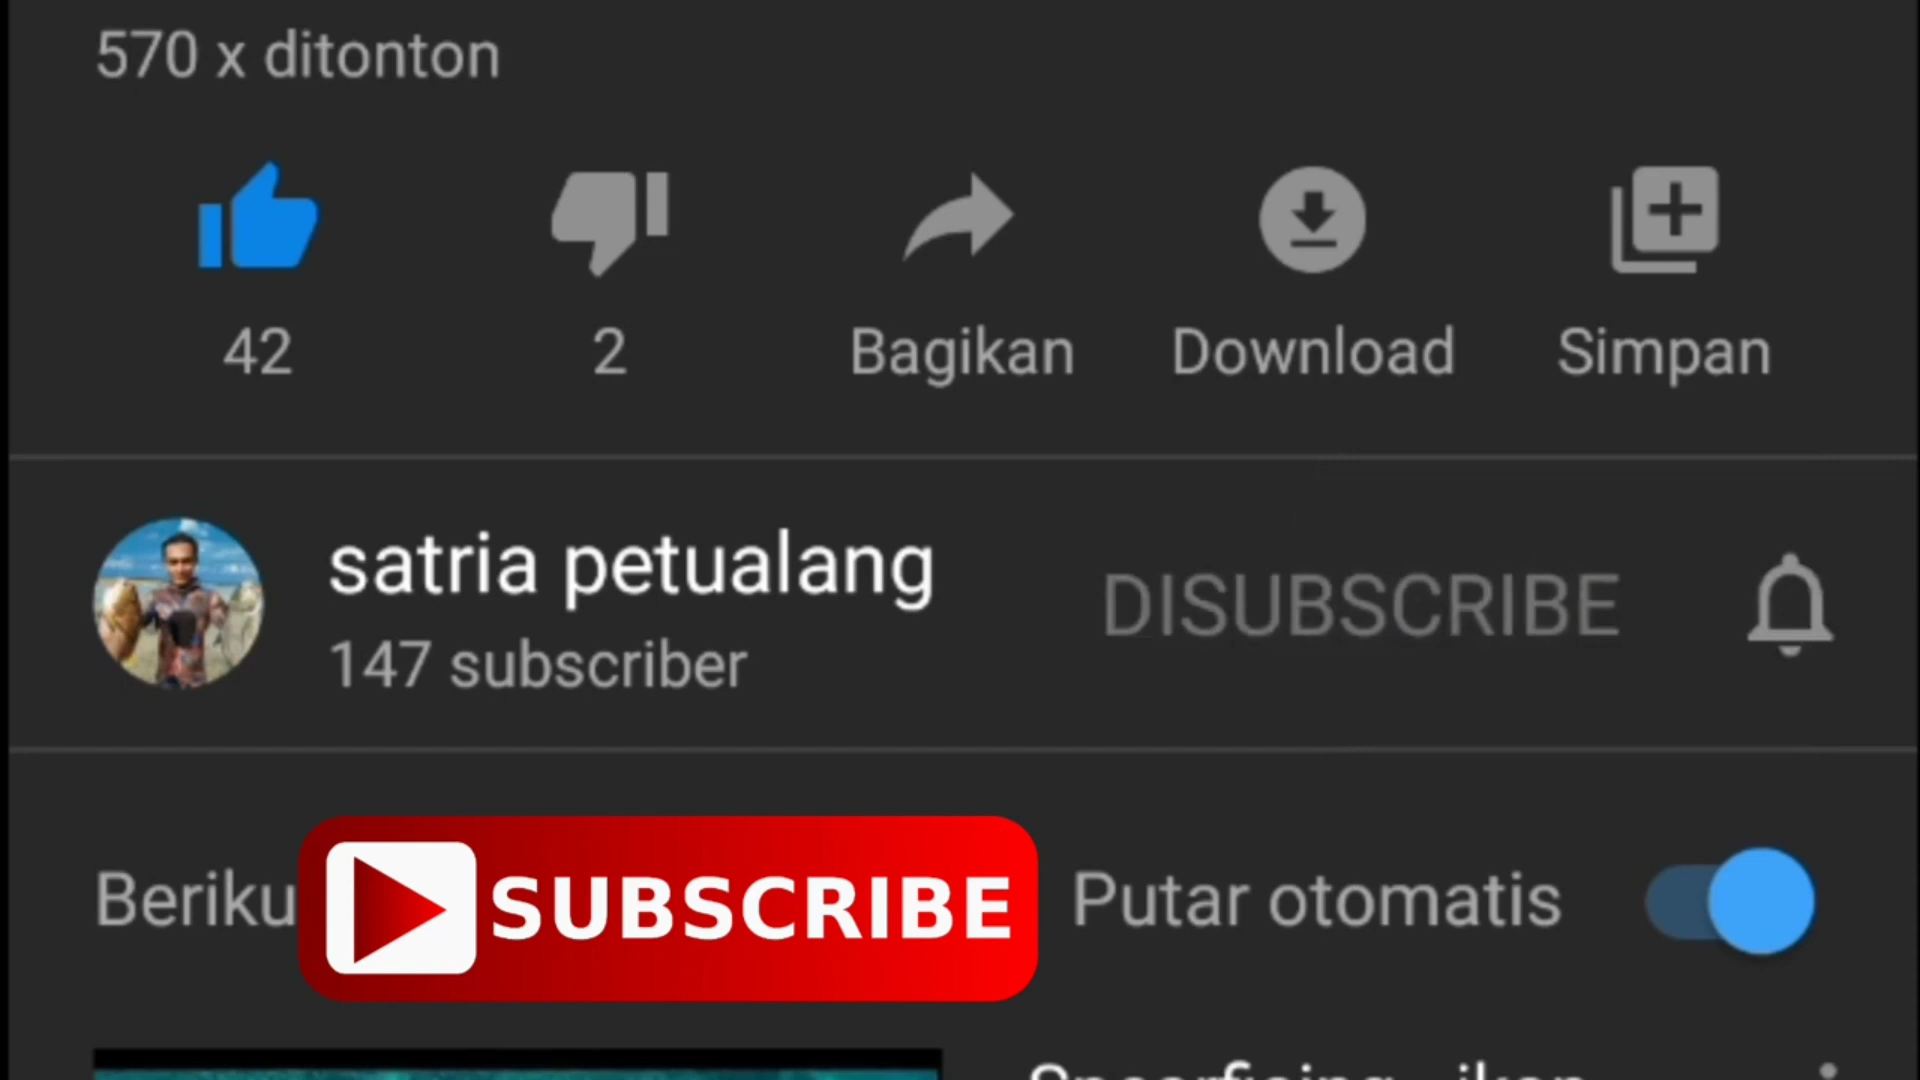 570 x ditonton
42
2
Bagikan
Download
Simpan
satria petualang
DISUBSCRIBE
147 subscriber
Beriku
SUBSCRIBE
Putar otomatis